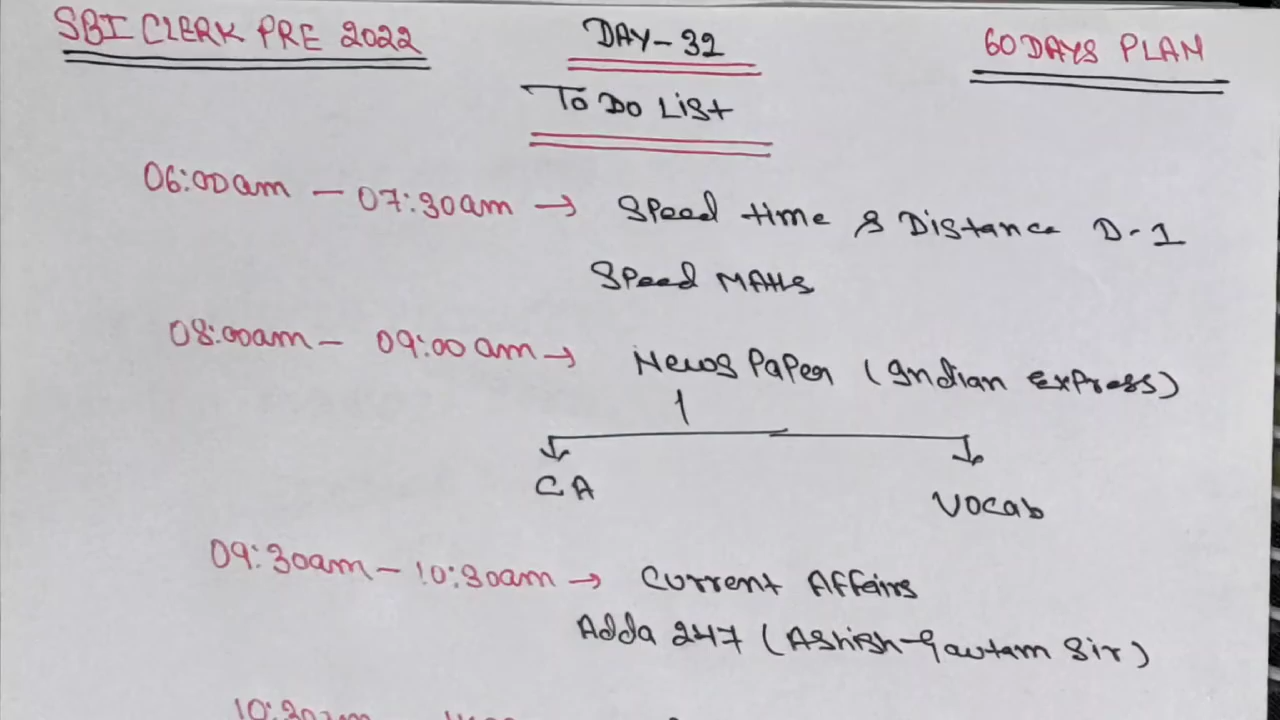 SBI CLERK PRE 2022 DAY-32 60 DAYS PLAN
To Do List
06:00am - 07:30am → Speed time & Distance D-1
Speed Maths
08:00am - 09:00am → News Paper (Indian Express)
CA Vocab
09:30am - 10:30am → Current Affairs
Adda 247 (Ashish Gautam Sir)